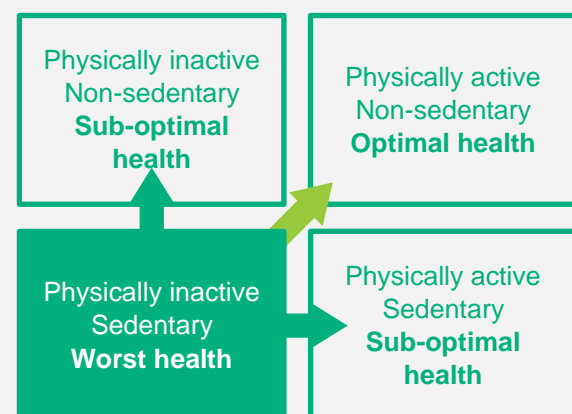 Physically inactive
Non-sedentary
Sub-optimal
health
Physically active
Non-sedentary
Optimal health
Physically inactive
Sedentary
Worst health
Physically active
Sedentary
Sub-optimal
health